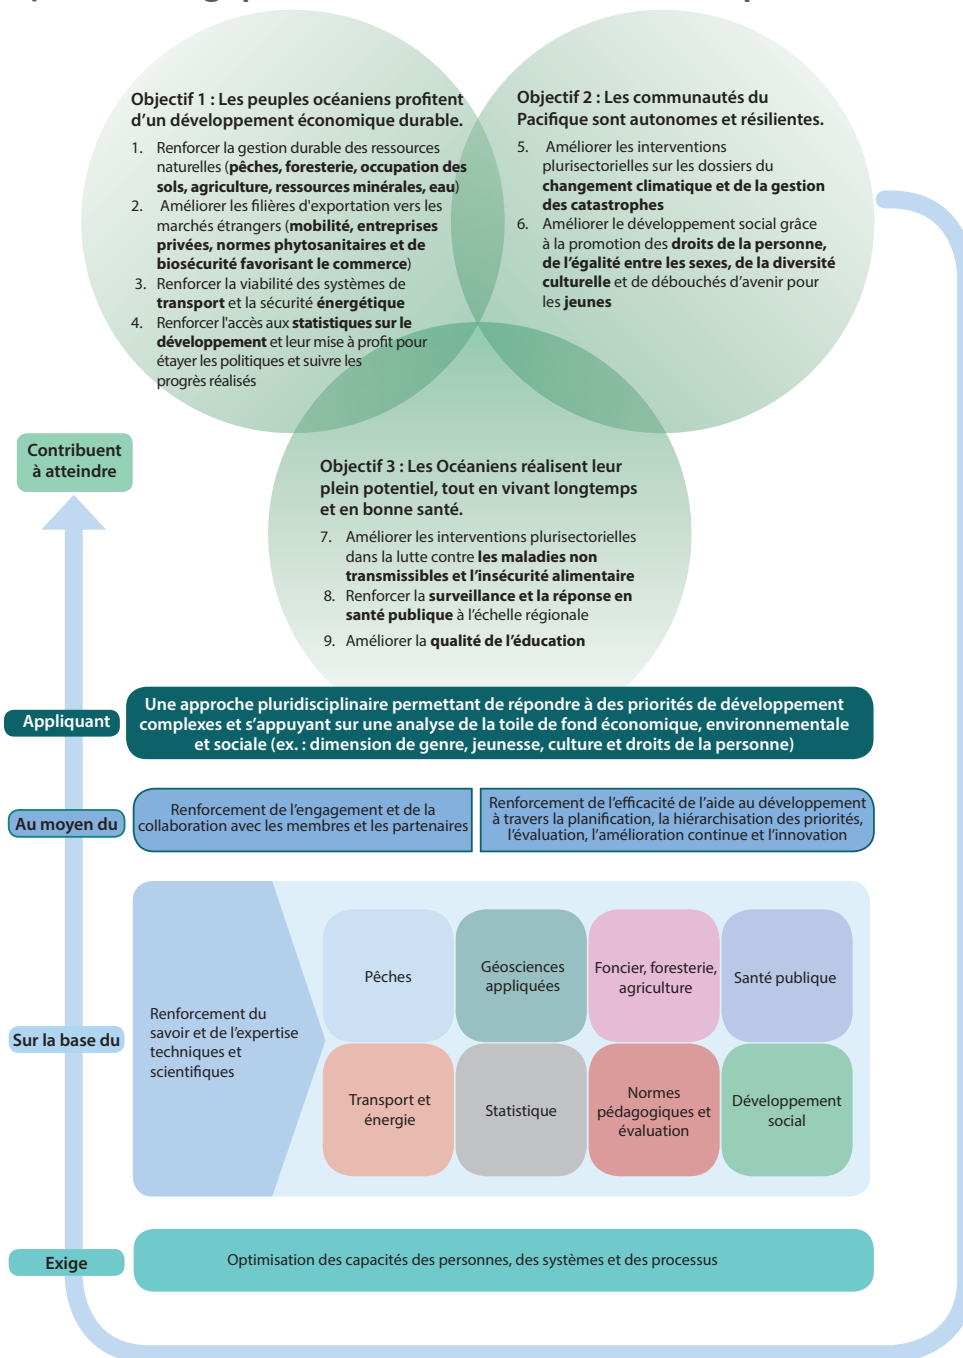 Objectif 1 : Les peuples océaniens profitent
d’un développement économique durable.
1. Renforcer la gestion durable des ressources
naturelles (pêches, foresterie, occupation des
sols, agriculture, ressources minérales, eau)
2. Améliorer les filières d'exportation vers les
marchés étrangers (mobilité, entreprises
privées, normes phytosanitaires et de
biosécurité favorisant le commerce)
3. Renforcer la viabilité des systèmes de
transport et la sécurité énergétique
4. Renforcer l'accès aux statistiques sur le
développement et leur mise à profit pour
étayer les politiques et suivre les
progrès réalisés
Objectif 2 : Les communautés du
Pacifique sont autonomes et résilientes.
5. Améliorer les interventions
plurisectorielles sur les dossiers du
changement climatique et de la gestion
des catastrophes
6. Améliorer le développement social grâce
à la promotion des droits de la personne,
de l’égalité entre les sexes, de la diversité
culturelle et de débouchés d’avenir pour
les jeunes
Contribuent
à atteindre
Objectif 3 : Les Océaniens réalisent leur
plein potentiel, tout en vivant longtemps
et en bonne santé.
7. Améliorer les interventions plurisectorielles
dans la lutte contre les maladies non
transmissibles et l’insécurité alimentaire
8. Renforcer la surveillance et la réponse en
santé publique à l’échelle régionale
9. Améliorer la qualité de l’éducation
Appliquant
Une approche pluridisciplinaire permettant de répondre à des priorités de développement
complexes et s’appuyant sur une analyse de la toile de fond économique, environnementale
et sociale (ex. : dimension de genre, jeunesse, culture et droits de la personne)
Au moyen du
Renforcement de l’engagement et de la
collaboration avec les membres et les partenaires
Renforcement de l’efficacité de l’aide au développement
à travers la planification, la hiérarchisation des priorités,
l’évaluation, l’amélioration continue et l’innovation
Sur la base du
Renforcement du
savoir et de l’expertise
techniques et
scientifiques
Pêches
Géosciences
appliquées
Foncier, foresterie,
agriculture
Santé publique
Transport et
énergie
Statistique
Normes
pédagogiques et
évaluation
Développement
social
Exige
Optimisation des capacités des personnes, des systèmes et des processus